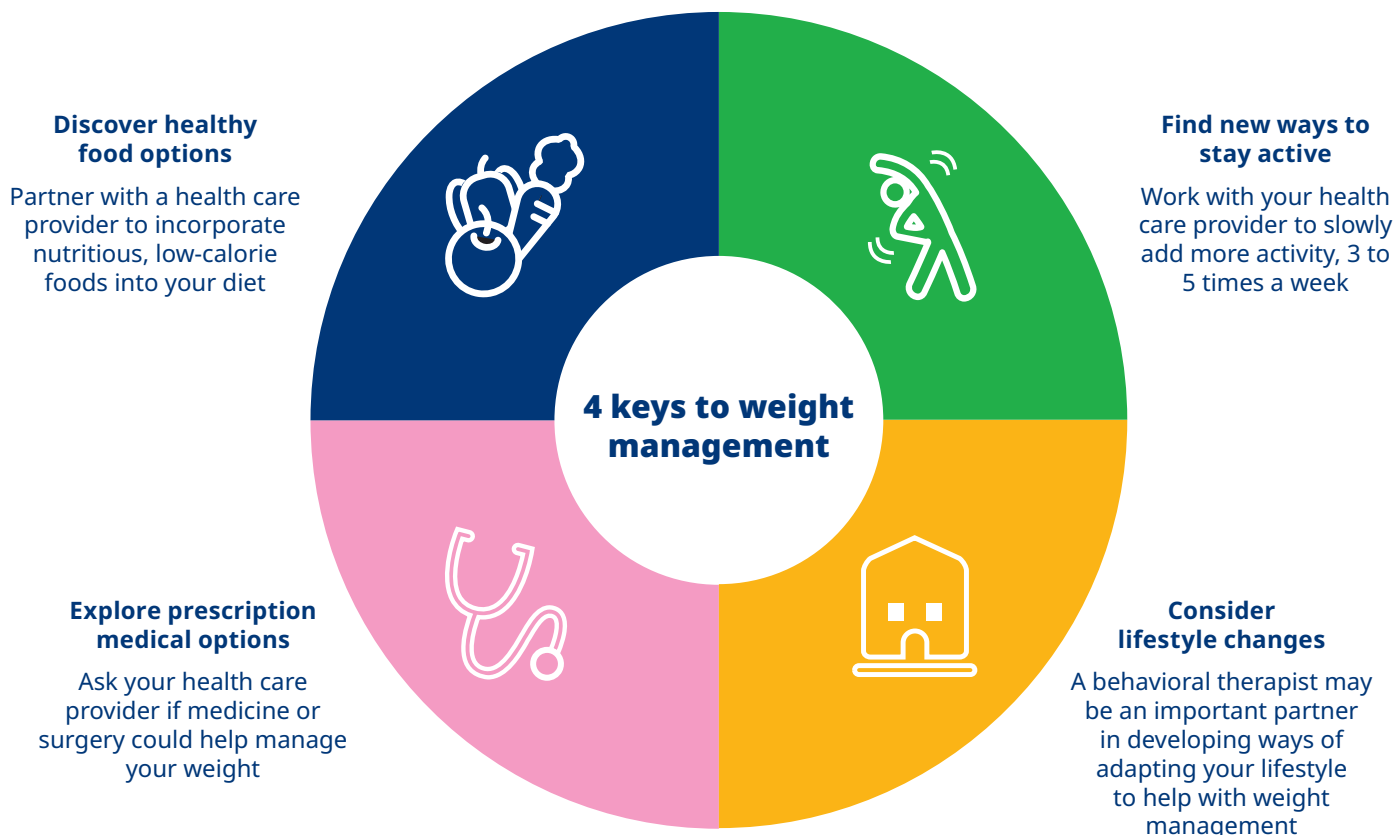 Discover healthy
food options
Partner with a health care
provider to incorporate
nutritious, low-calorie
foods into your diet
Find new ways to
stay active
Work with your health
care provider to slowly
add more activity, 3 to
5 times a week
4 keys to weight
management
Explore prescription
medical options
Ask your health care
provider if medicine or
surgery could help manage
your weight
Consider
lifestyle changes
A behavioral therapist may
be an important partner
in developing ways of
adapting your lifestyle
to help with weight
management